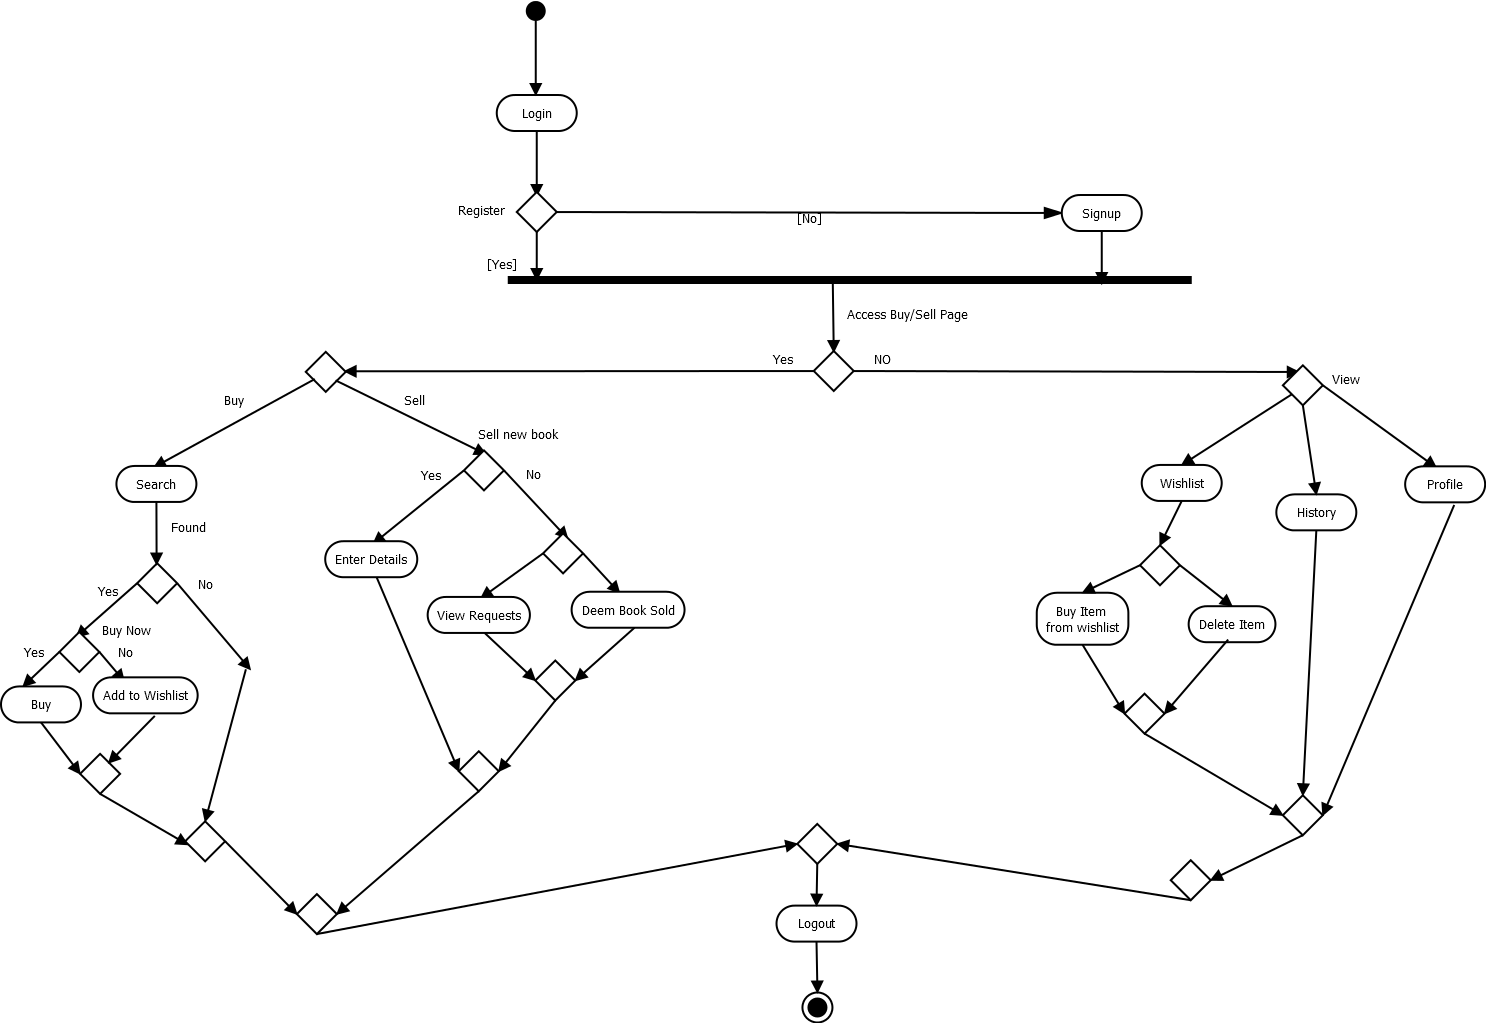 Login
Register
[No]
Signup
[Yes]
Access Buy/Sell Page
Yes
NO
View
Buy
Sell
Sell new book
Yes
No
Search
Wishlist
History
Profile
Found
Enter Details
View Requests
Deem Book Sold
Yes
No
Buy Now
Yes
No
Buy
Add to Wishlist
Buy Item
from wishlist
Delete Item
Logout